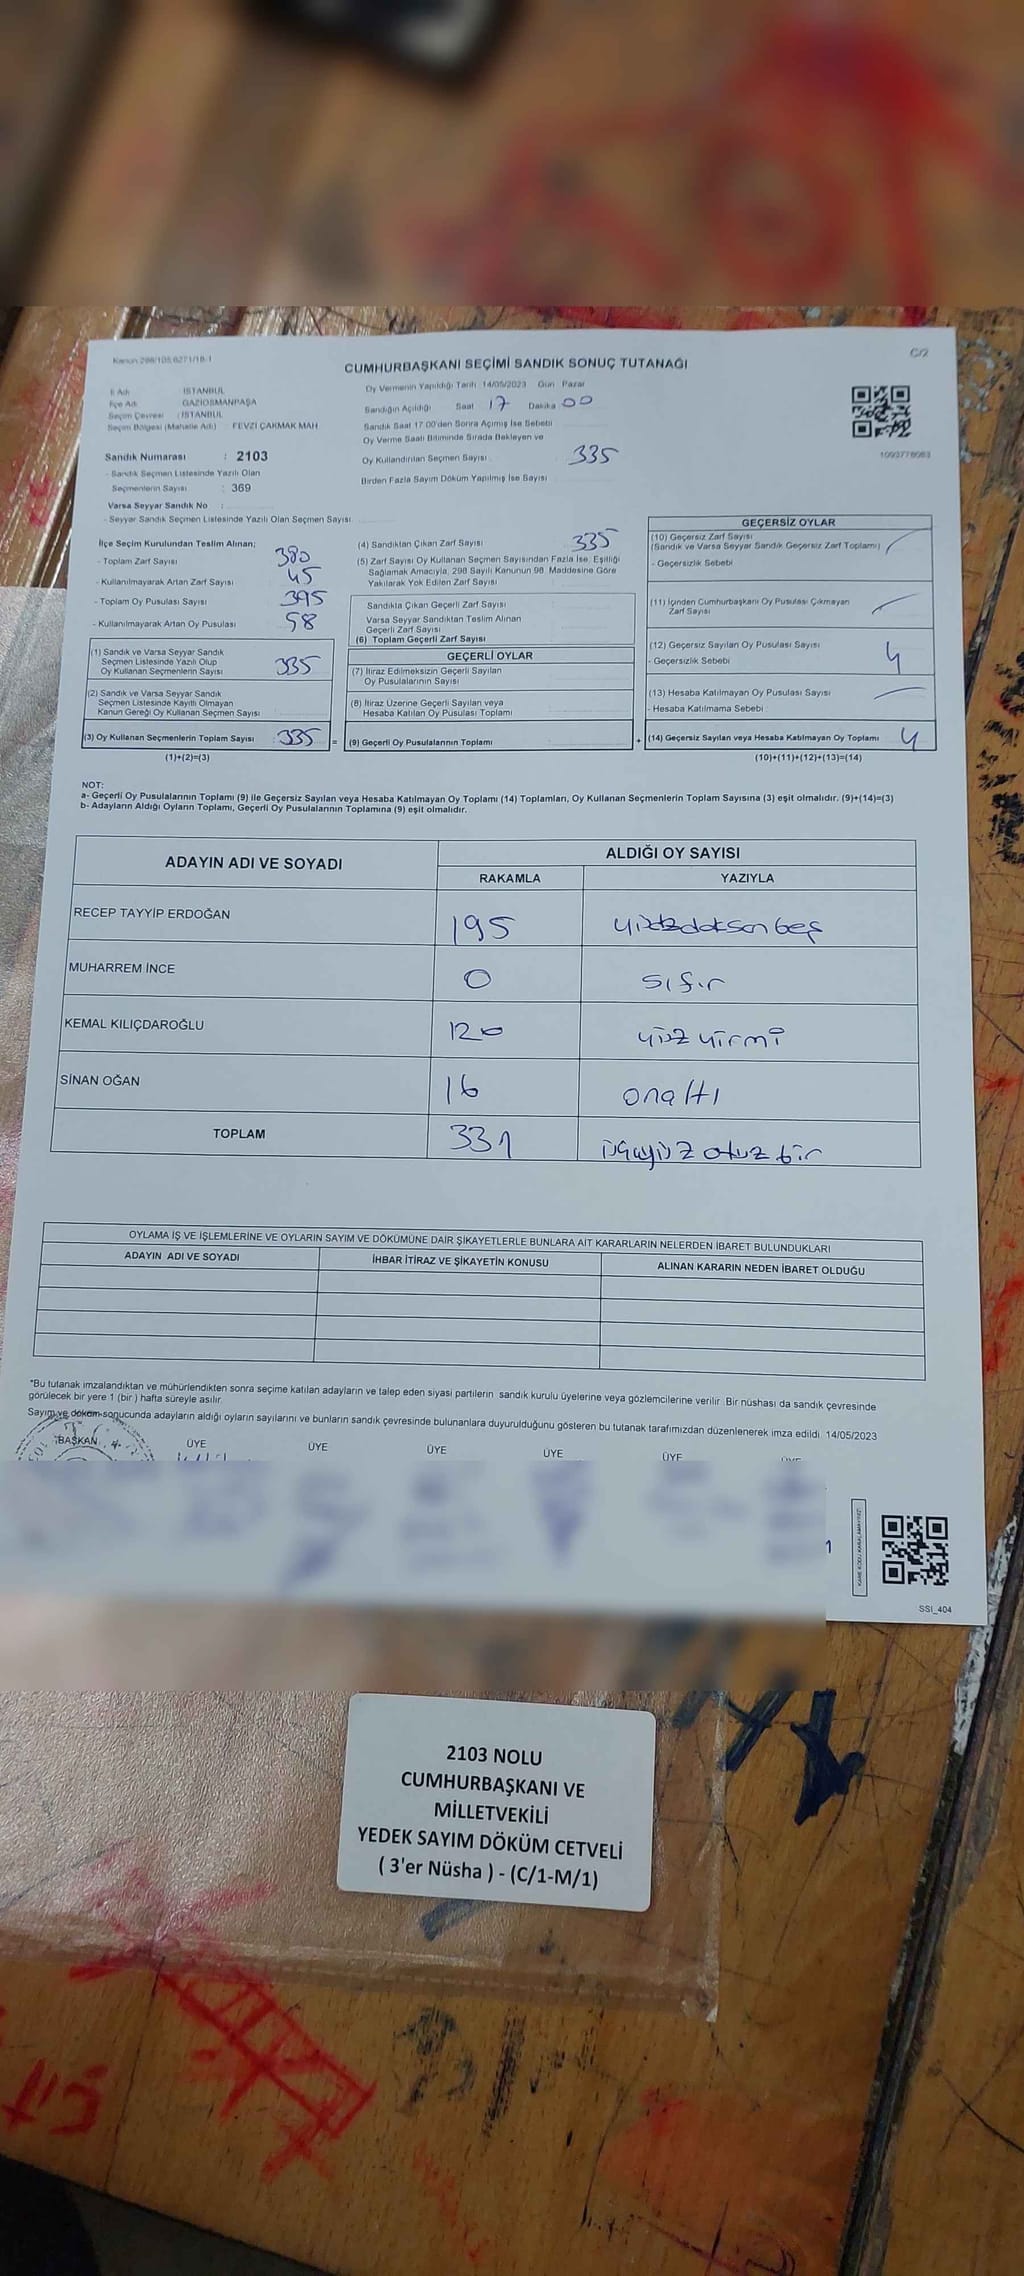 Kanun:298/105,6271/18-1
C/2
CUMHURBAŞKANI SEÇİMİ SANDIK SONUÇ TUTANAĞI
İl Adı : İSTANBUL
İlçe Adı : GAZİOSMANPAŞA
Seçim Çevresi : İSTANBUL
Seçim Bölgesi (Mahalle Adı) : FEVZİ ÇAKMAK MAH
Sandık Numarası : 2103
- Sandık Seçmen Listesinde Yazılı Olan
Seçmenlerin Sayısı : 369
Varsa Seyyar Sandık No :
- Seyyar Sandık Seçmen Listesinde Yazılı Olan Seçmen Sayısı:
Oy Vermenin Yapıldığı Tarih 14/05/2023 Gün Pazar
Sandığın Açıldığı Saat 17 Dakika 00
Sandık Saat 17.00'den Sonra Açılmış İse Sebebi
Oy Verme Saati Bitiminde Sırada Bekleyen ve
Oy Kullandırılan Seçmen Sayısı : 335
Birden Fazla Sayım Döküm Yapılmış İse Sayısı
1093778063
İlçe Seçim Kurulundan Teslim Alınan;
- Toplam Zarf Sayısı 380
- Kullanılmayarak Artan Zarf Sayısı 45
- Toplam Oy Pusulası Sayısı 395
- Kullanılmayarak Artan Oy Pusulası 58
(1) Sandık ve Varsa Seyyar Sandık
Seçmen Listesinde Yazılı Olup
Oy Kullanan Seçmenlerin Sayısı 335
(2) Sandık ve Varsa Seyyar Sandık
Seçmen Listesinde Kayıtlı Olmayan
Kanun Gereği Oy Kullanan Seçmen Sayısı
(3) Oy Kullanan Seçmenlerin Toplam Sayısı 335
(1)+(2)=(3)
(4) Sandıktan Çıkan Zarf Sayısı 335
(5) Zarf Sayısı Oy Kullanan Seçmen Sayısından Fazla İse, Eşitliği
Sağlamak Amacıyla, 298 Sayılı Kanunun 98. Maddesine Göre
Yakılarak Yok Edilen Zarf Sayısı
Sandıkta Çıkan Geçerli Zarf Sayısı
Varsa Seyyar Sandıktan Teslim Alınan
Geçerli Zarf Sayısı
(6) Toplam Geçerli Zarf Sayısı
GEÇERLİ OYLAR
(7) İtiraz Edilmeksizin Geçerli Sayılan
Oy Pusulalarının Sayısı
(8) İtiraz Üzerine Geçerli Sayılan veya
Hesaba Katılan Oy Pusulası Toplamı
= (9) Geçerli Oy Pusulalarının Toplamı +
GEÇERSİZ OYLAR
(10) Geçersiz Zarf Sayısı
(Sandık ve Varsa Seyyar Sandık Geçersiz Zarf Toplamı)
- Geçersizlik Sebebi
(11) İçinden Cumhurbaşkanı Oy Pusulası Çıkmayan
Zarf Sayısı
(12) Geçersiz Sayılan Oy Pusulası Sayısı 4
- Geçersizlik Sebebi
(13) Hesaba Katılmayan Oy Pusulası Sayısı
- Hesaba Katılmama Sebebi
(14) Geçersiz Sayılan veya Hesaba Katılmayan Oy Toplamı 4
(10)+(11)+(12)+(13)=(14)
NOT:
a- Geçerli Oy Pusulalarının Toplamı (9) ile Geçersiz Sayılan veya Hesaba Katılmayan Oy Toplamı (14) Toplamları, Oy Kullanan Seçmenlerin Toplam Sayısına (3) eşit olmalıdır. (9)+(14)=(3)
b- Adayların Aldığı Oyların Toplamı, Geçerli Oy Pusulalarının Toplamına (9) eşit olmalıdır.
ADAYIN ADI VE SOYADI ALDIĞI OY SAYISI
RAKAMLA YAZIYLA
RECEP TAYYİP ERDOĞAN 195 yüzdoksan beş
MUHARREM İNCE 0 sıfır
KEMAL KILIÇDAROĞLU 120 yüz yirmi
SİNAN OĞAN 16 onaltı
TOPLAM 331 üçyüz otuz bir
OYLAMA İŞ VE İŞLEMLERİNE VE OYLARIN SAYIM VE DÖKÜMÜNE DAİR ŞİKAYETLERLE BUNLARA AİT KARARLARIN NELERDEN İBARET BULUNDUKLARI
ADAYIN ADI VE SOYADI İHBAR İTİRAZ VE ŞİKAYETİN KONUSU ALINAN KARARIN NEDEN İBARET OLDUĞU
"Bu tutanak imzalandıktan ve mühürlendikten sonra seçime katılan adayların ve talep eden siyasi partilerin sandık kurulu üyelerine veya gözlemcilerine verilir. Bir nüshası da sandık çevresinde
görülecek bir yere 1 (bir) hafta süreyle asılır.
Sayım ve döküm sonucunda adayların aldığı oyların sayılarını ve bunların sandık çevresinde bulunanlara duyurulduğunu gösteren bu tutanak tarafımızdan düzenlenerek imza edildi. 14/05/2023
BAŞKAN ÜYE ÜYE ÜYE ÜYE ÜYE ÜYE
KARE KODU KARALAMAYINIZ!
SSI_404
2103 NOLU
CUMHURBAŞKANI VE
MİLLETVEKİLİ
YEDEK SAYIM DÖKÜM CETVELİ
( 3'er Nüsha ) - (C/1-M/1)